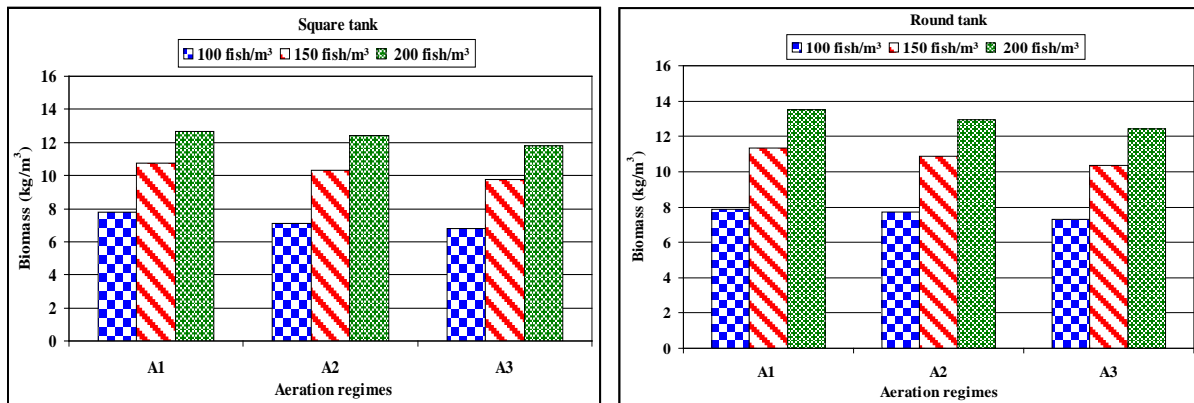 Square tank
100 fish/m³ 150 fish/m³ 200 fish/m³
16
14
12
10
8
6
4
2
0
Biomass (kg/m³)
A1 A2 A3
Aeration regimes
Round tank
100 fish/m³ 150 fish/m³ 200 fish/m³
16
14
12
10
8
6
4
2
0
Biomass (kg/m³)
A1 A2 A3
Aeration regimes